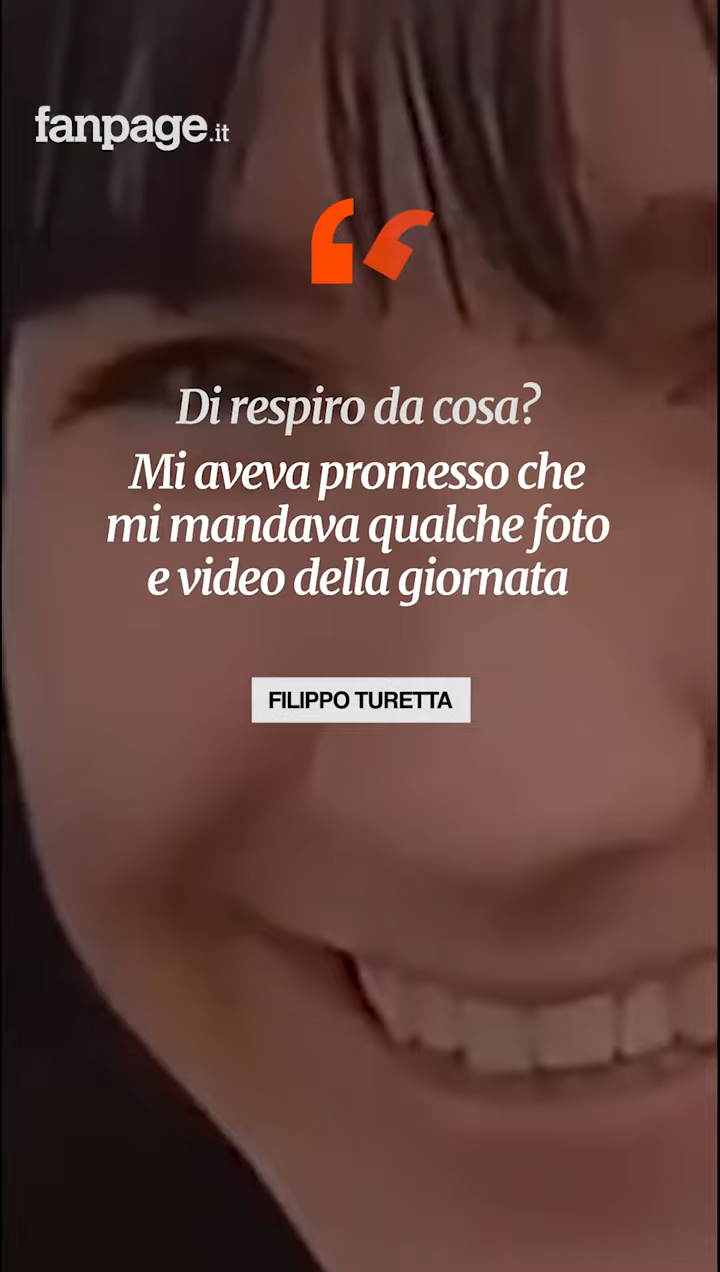 fanpage.it
Di respiro da cosa?
Mi aveva promesso che
mi mandava qualche foto
e video della giornata
FILIPPO TURETTA